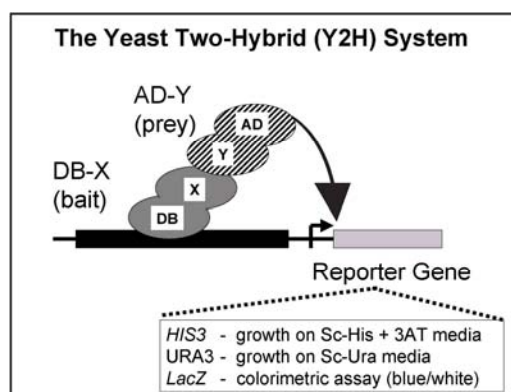 The Yeast Two-Hybrid (Y2H) System
AD-Y
(prey)
AD
Y
DB-X
(bait)
X
DB
Reporter Gene
HIS3 - growth on Sc-His + 3AT media
URA3 - growth on Sc-Ura media
LacZ - colorimetric assay (blue/white)